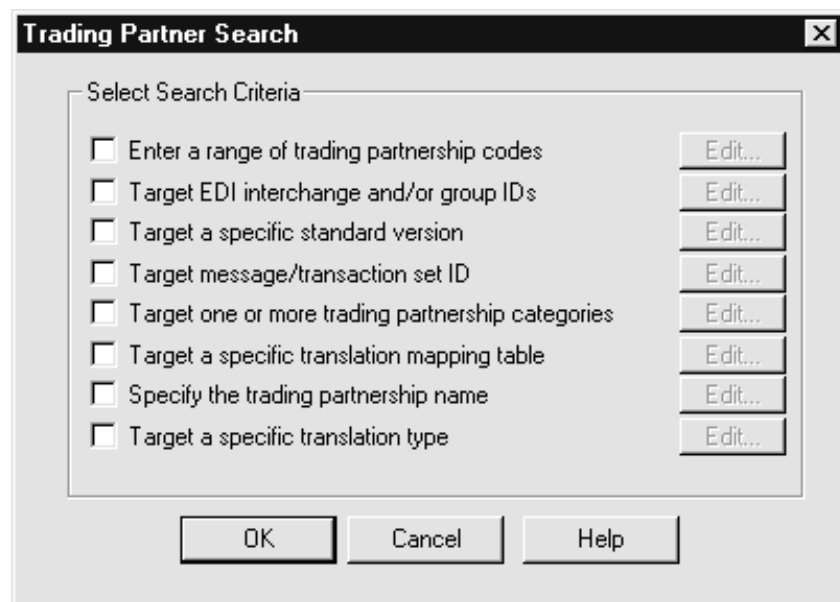 Trading Partner Search
Select Search Criteria
Enter a range of trading partnership codes Edit...
Target EDI interchange and/or group IDs Edit...
Target a specific standard version Edit...
Target message/transaction set ID Edit...
Target one or more trading partnership categories Edit...
Target a specific translation mapping table Edit...
Specify the trading partnership name Edit...
Target a specific translation type Edit...
OK Cancel Help